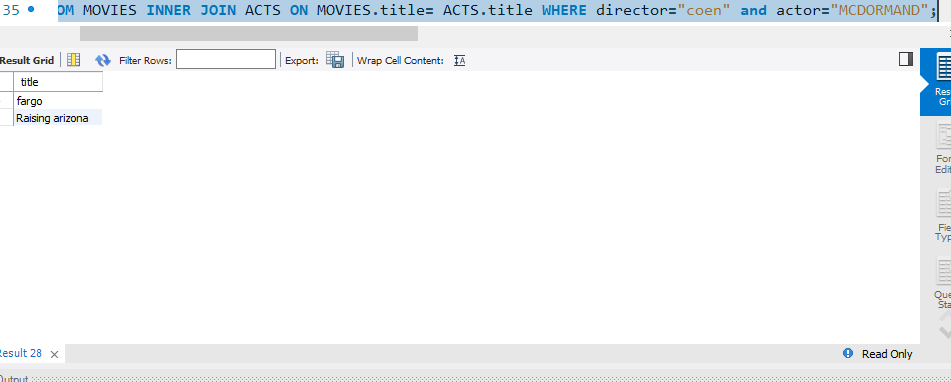 35 OM MOVIES INNER JOIN ACTS ON MOVIES.title= ACTS.title WHERE director="coen" and actor="MCDORMAND";
Result Grid Filter Rows: Export: Wrap Cell Content:
title
fargo
Raising arizona
Res
Gr
For
Edit
Fie
Typ
Que
Sta
Result 28 × Read Only
Output